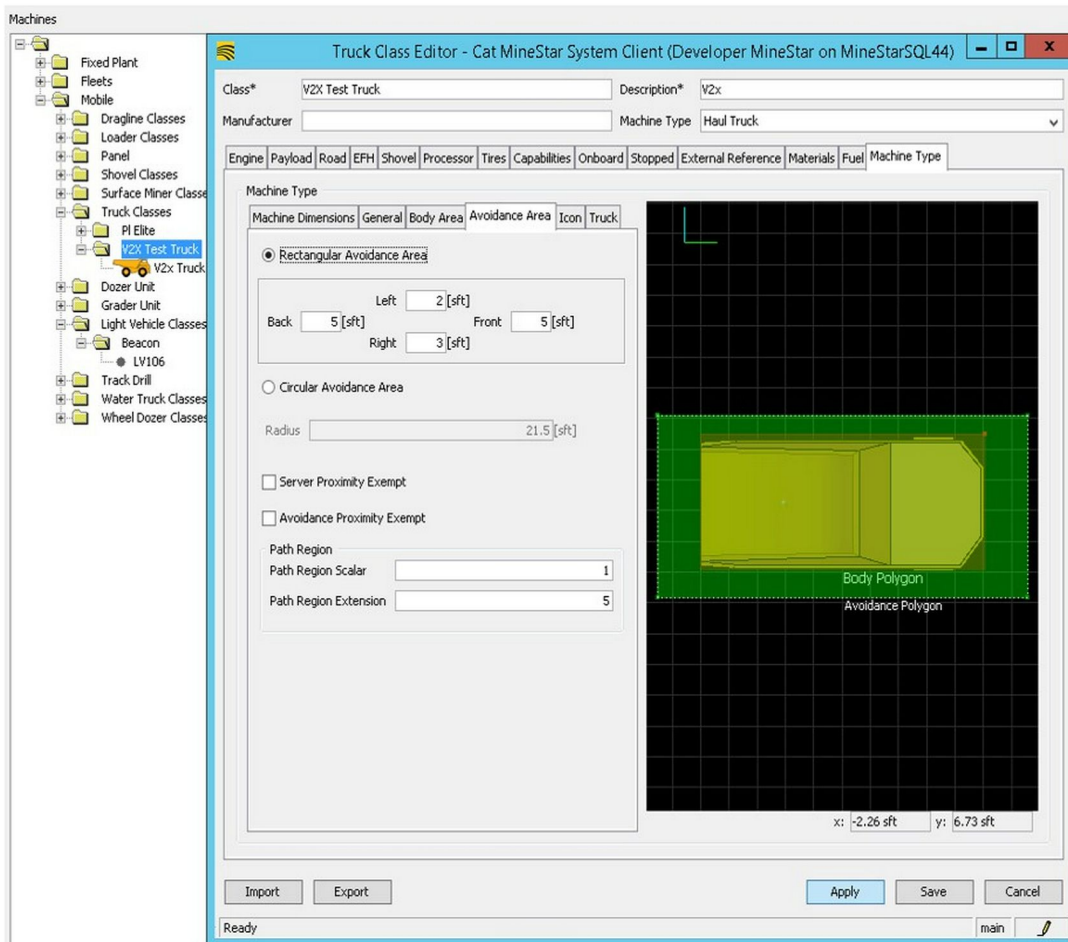 Machines
Fixed Plant
Fleets
Mobile
Dragline Classes
Loader Classes
Panel
Shovel Classes
Surface Miner Classe
Truck Classes
Pl Elite
V2X Test Truck
V2x Truck
Dozer Unit
Grader Unit
Light Vehicle Classes
Beacon
LV106
Track Drill
Water Truck Classes
Wheel Dozer Classes
Truck Class Editor - Cat MineStar System Client (Developer MineStar on MineStarSQL44)
Class* V2X Test Truck Description* V2x
Manufacturer Machine Type Haul Truck
Engine Payload Road EFH Shovel Processor Tires Capabilities Onboard Stopped External Reference Materials Fuel Machine Type
Machine Type
Machine Dimensions General Body Area Avoidance Area Icon Truck
Rectangular Avoidance Area
Left 2 [sft]
Back 5 [sft] Front 5 [sft]
Right 3 [sft]
Circular Avoidance Area
Radius 21.5 [sft]
Server Proximity Exempt
Avoidance Proximity Exempt
Path Region
Path Region Scalar 1
Path Region Extension 5
Body Polygon
Avoidance Polygon
x: -2.26 sft y: 6.73 sft
Import Export Apply Save Cancel
Ready main